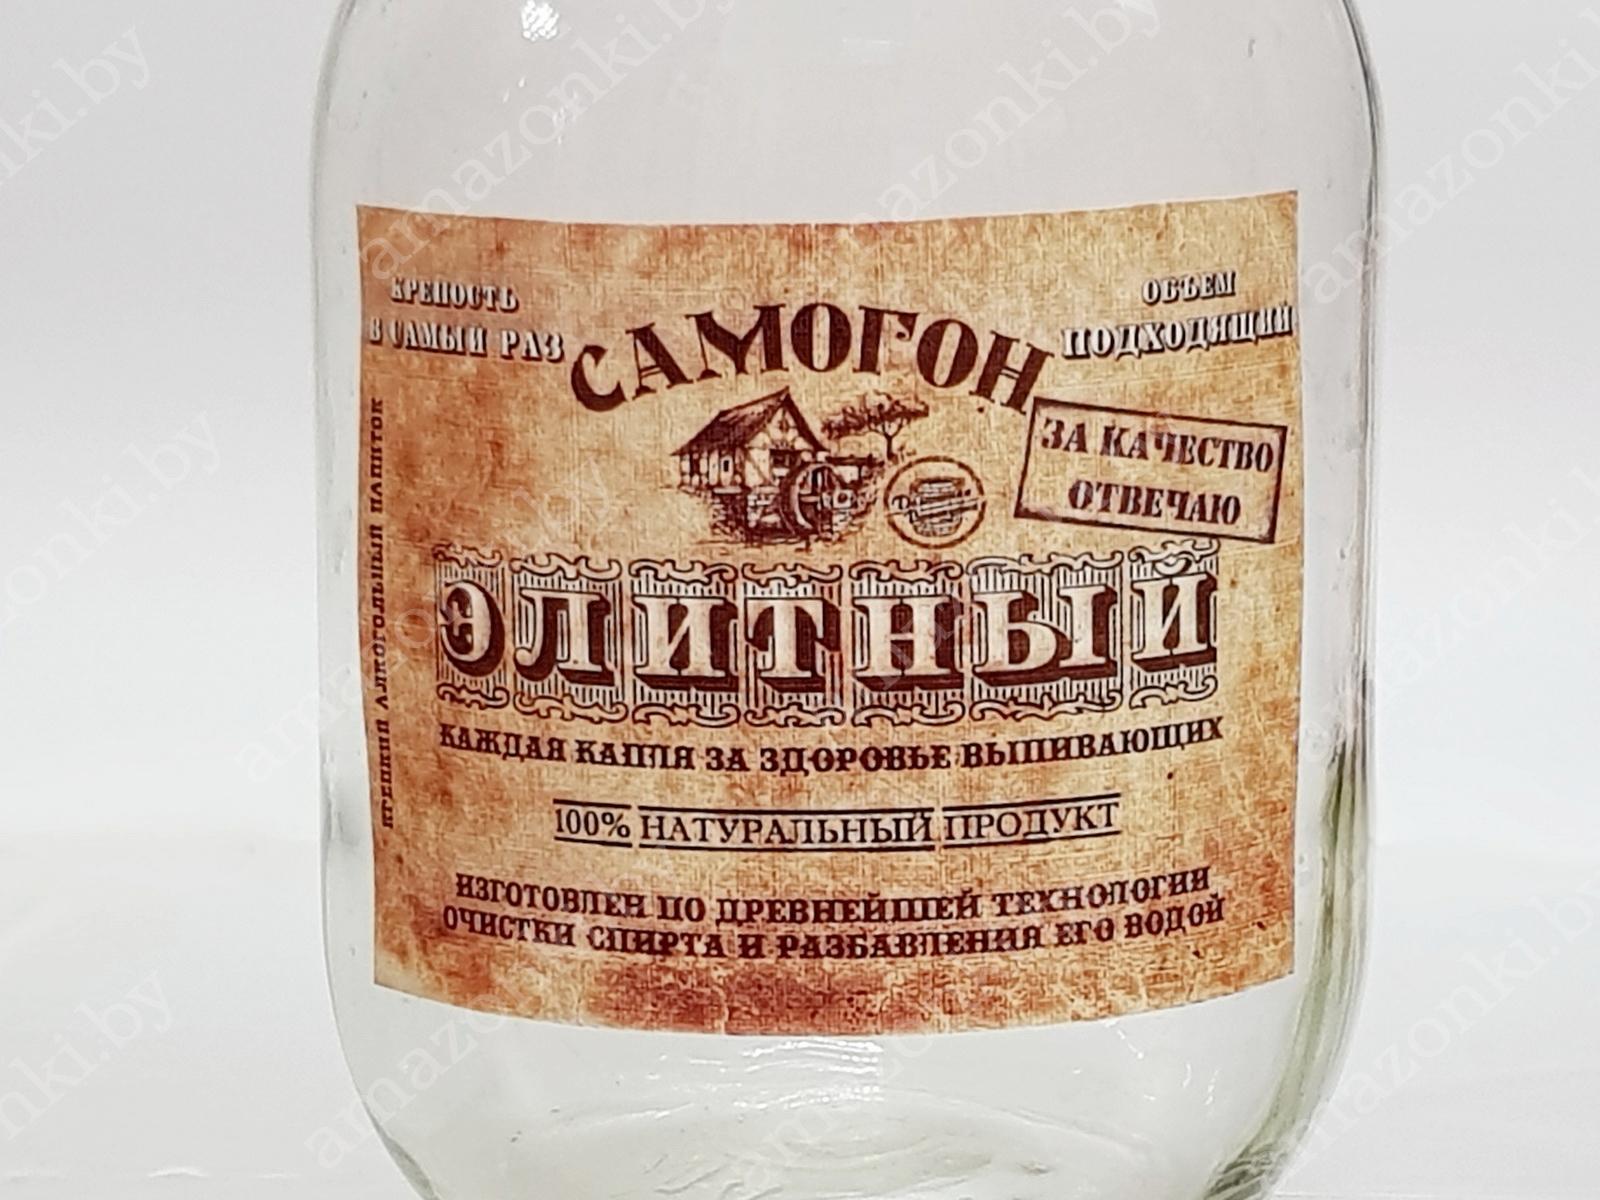 КРЕПОСТЬ
В САМЫЙ РАЗ
ОБЪЕМ
ПОДХОДЯЩИЙ
САМОГОН
ЗА КАЧЕСТВО
ОТВЕЧАЮ
КРЕПКИЙ АЛКОГОЛЬНЫЙ НАПИТОК
ЭЛИТНЫЙ
КАЖДАЯ КАПЛЯ ЗА ЗДОРОВЬЕ ВЫПИВАЮЩИХ
100% НАТУРАЛЬНЫЙ ПРОДУКТ
ИЗГОТОВЛЕН ПО ДРЕВНЕЙШЕЙ ТЕХНОЛОГИИ
ОЧИСТКИ СПИРТА И РАЗБАВЛЕНИЯ ЕГО ВОДОЙ
amazonki.by